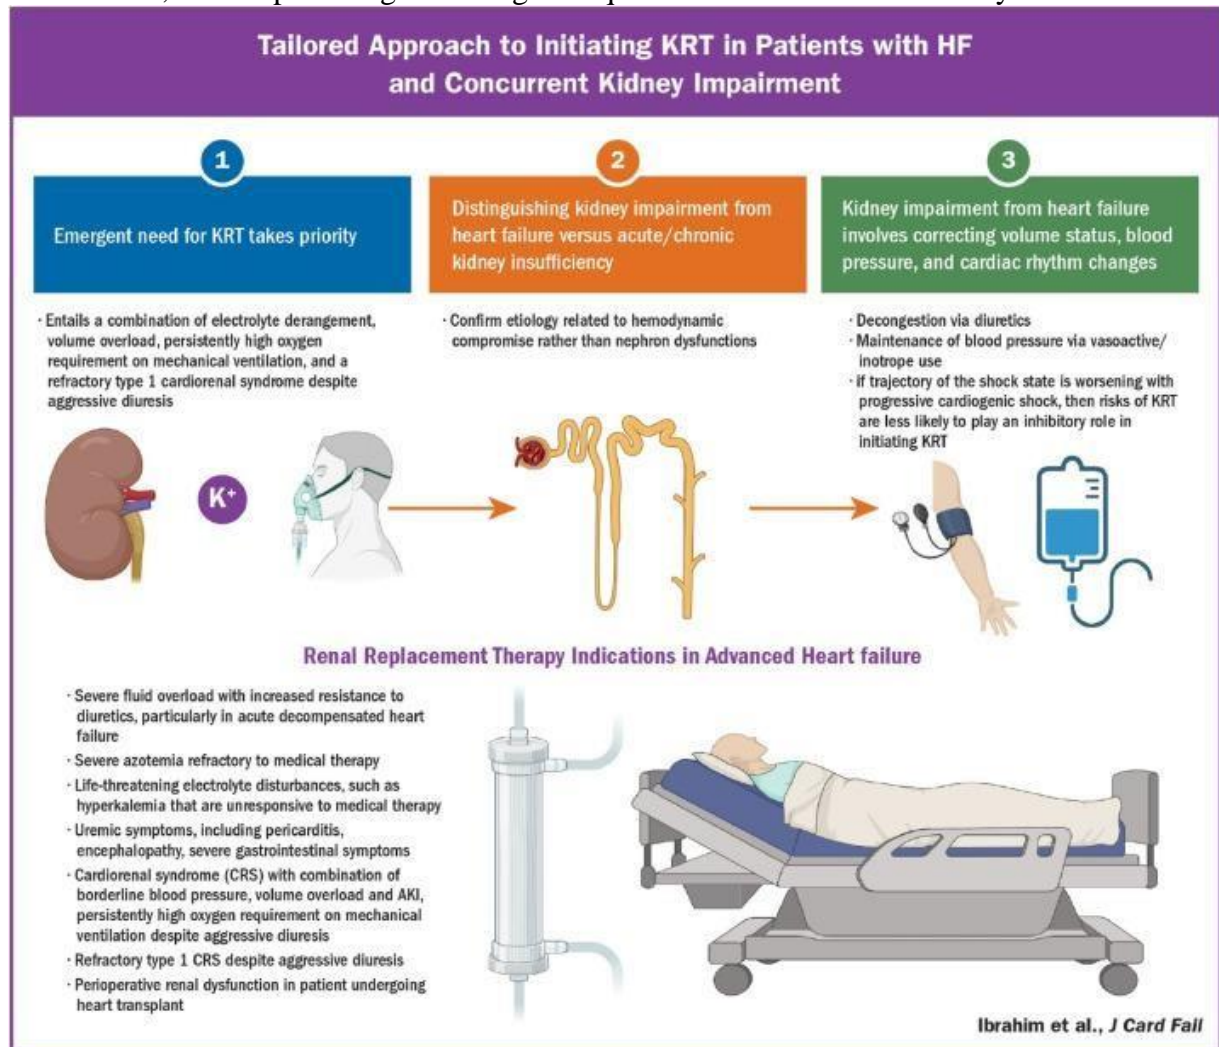 Tailored Approach to Initiating KRT in Patients with HF
and Concurrent Kidney Impairment
1
Emergent need for KRT takes priority
· Entails a combination of electrolyte derangement,
volume overload, persistently high oxygen
requirement on mechanical ventilation, and a
refractory type 1 cardiorenal syndrome despite
aggressive diuresis
K+
2
Distinguishing kidney impairment from
heart failure versus acute/chronic
kidney insufficiency
· Confirm etiology related to hemodynamic
compromise rather than nephron dysfunctions
3
Kidney impairment from heart failure
involves correcting volume status, blood
pressure, and cardiac rhythm changes
· Decongestion via diuretics
· Maintenance of blood pressure via vasoactive/
inotrope use
· if trajectory of the shock state is worsening with
progressive cardiogenic shock, then risks of KRT
are less likely to play an inhibitory role in
initiating KRT
Renal Replacement Therapy Indications in Advanced Heart failure
· Severe fluid overload with increased resistance to
diuretics, particularly in acute decompensated heart
failure
· Severe azotemia refractory to medical therapy
· Life-threatening electrolyte disturbances, such as
hyperkalemia that are unresponsive to medical therapy
· Uremic symptoms, including pericarditis,
encephalopathy, severe gastrointestinal symptoms
· Cardiorenal syndrome (CRS) with combination of
borderline blood pressure, volume overload and AKI,
persistently high oxygen requirement on mechanical
ventilation despite aggressive diuresis
· Refractory type 1 CRS despite aggressive diuresis
· Perioperative renal dysfunction in patient undergoing
heart transplant
Ibrahim et al., J Card Fail